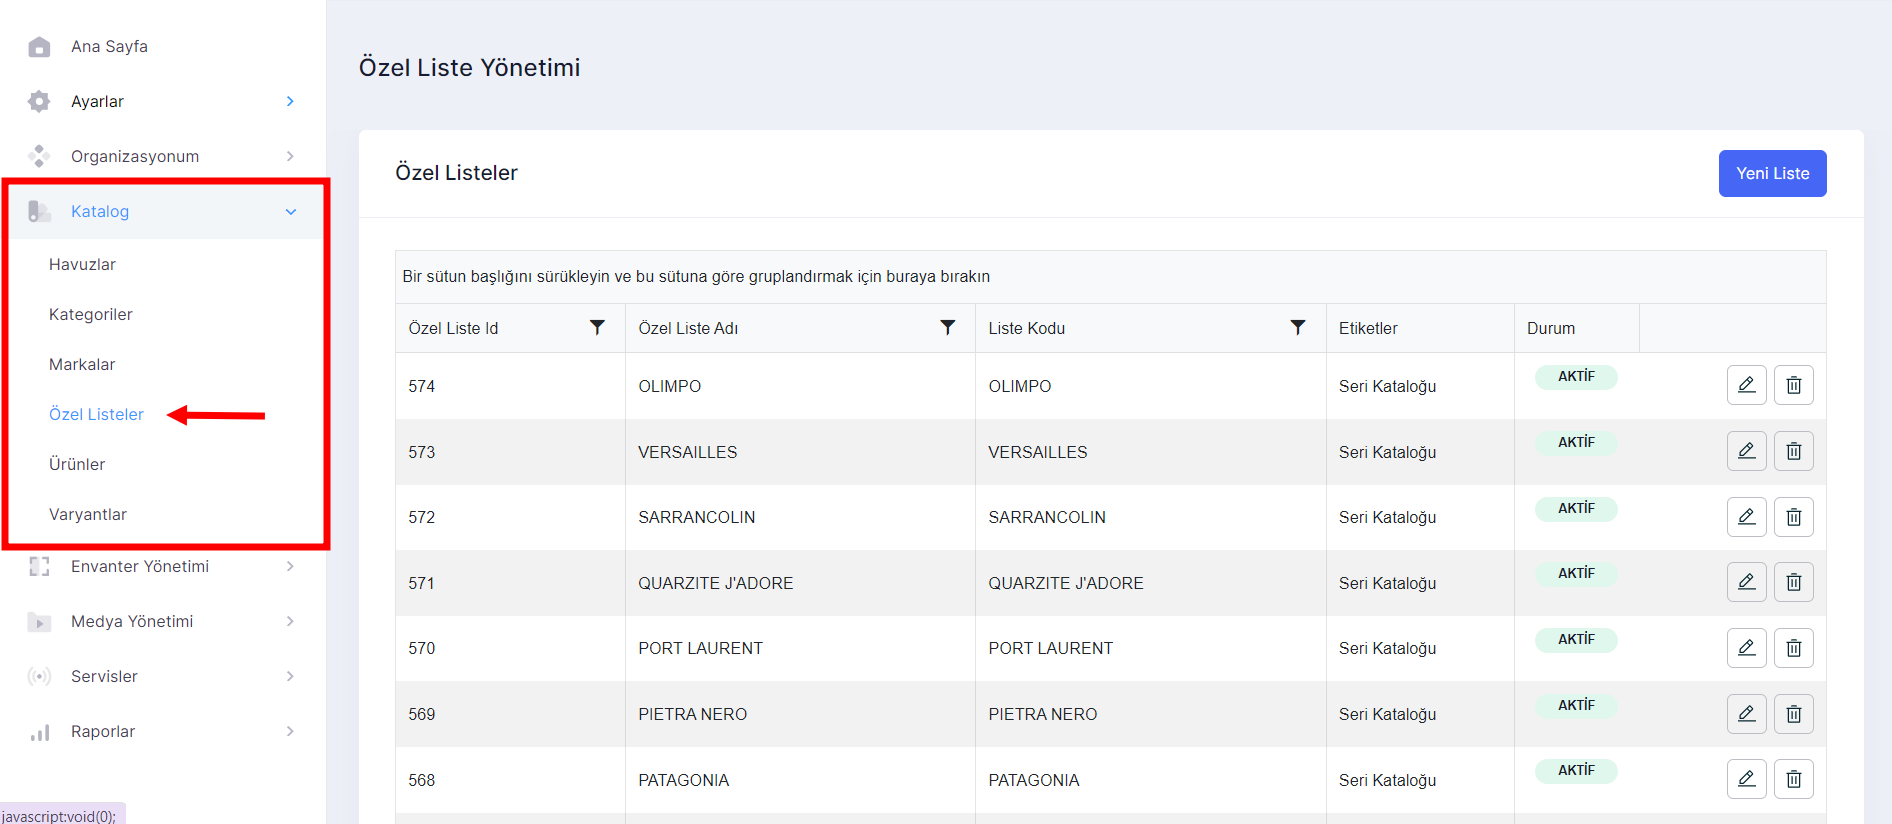 Ana Sayfa
Ayarlar
Organizasyonum
Katalog
Havuzlar
Kategoriler
Markalar
Özel Listeler
Ürünler
Varyantlar
Envanter Yönetimi
Medya Yönetimi
Servisler
Raporlar
javascript:void(0);
Özel Liste Yönetimi
Özel Listeler
Yeni Liste
Bir sütun başlığını sürükleyin ve bu sütuna göre gruplandırmak için buraya bırakın
Özel Liste Id Özel Liste Adı Liste Kodu Etiketler Durum
574 OLIMPO OLIMPO Seri Kataloğu AKTİF
573 VERSAILLES VERSAILLES Seri Kataloğu AKTİF
572 SARRANCOLIN SARRANCOLIN Seri Kataloğu AKTİF
571 QUARZITE J'ADORE QUARZITE J'ADORE Seri Kataloğu AKTİF
570 PORT LAURENT PORT LAURENT Seri Kataloğu AKTİF
569 PIETRA NERO PIETRA NERO Seri Kataloğu AKTİF
568 PATAGONIA PATAGONIA Seri Kataloğu AKTİF